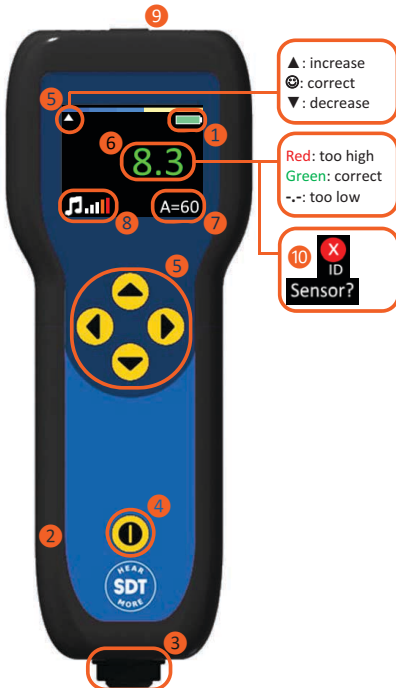 9
▲: increase
☺: correct
▼: decrease
5
1
6
8.3
Red: too high
Green: correct
-.-: too low
8
A=60
7
10
X
ID
Sensor?
5
4
2
HEAR
SDT
MORE
3